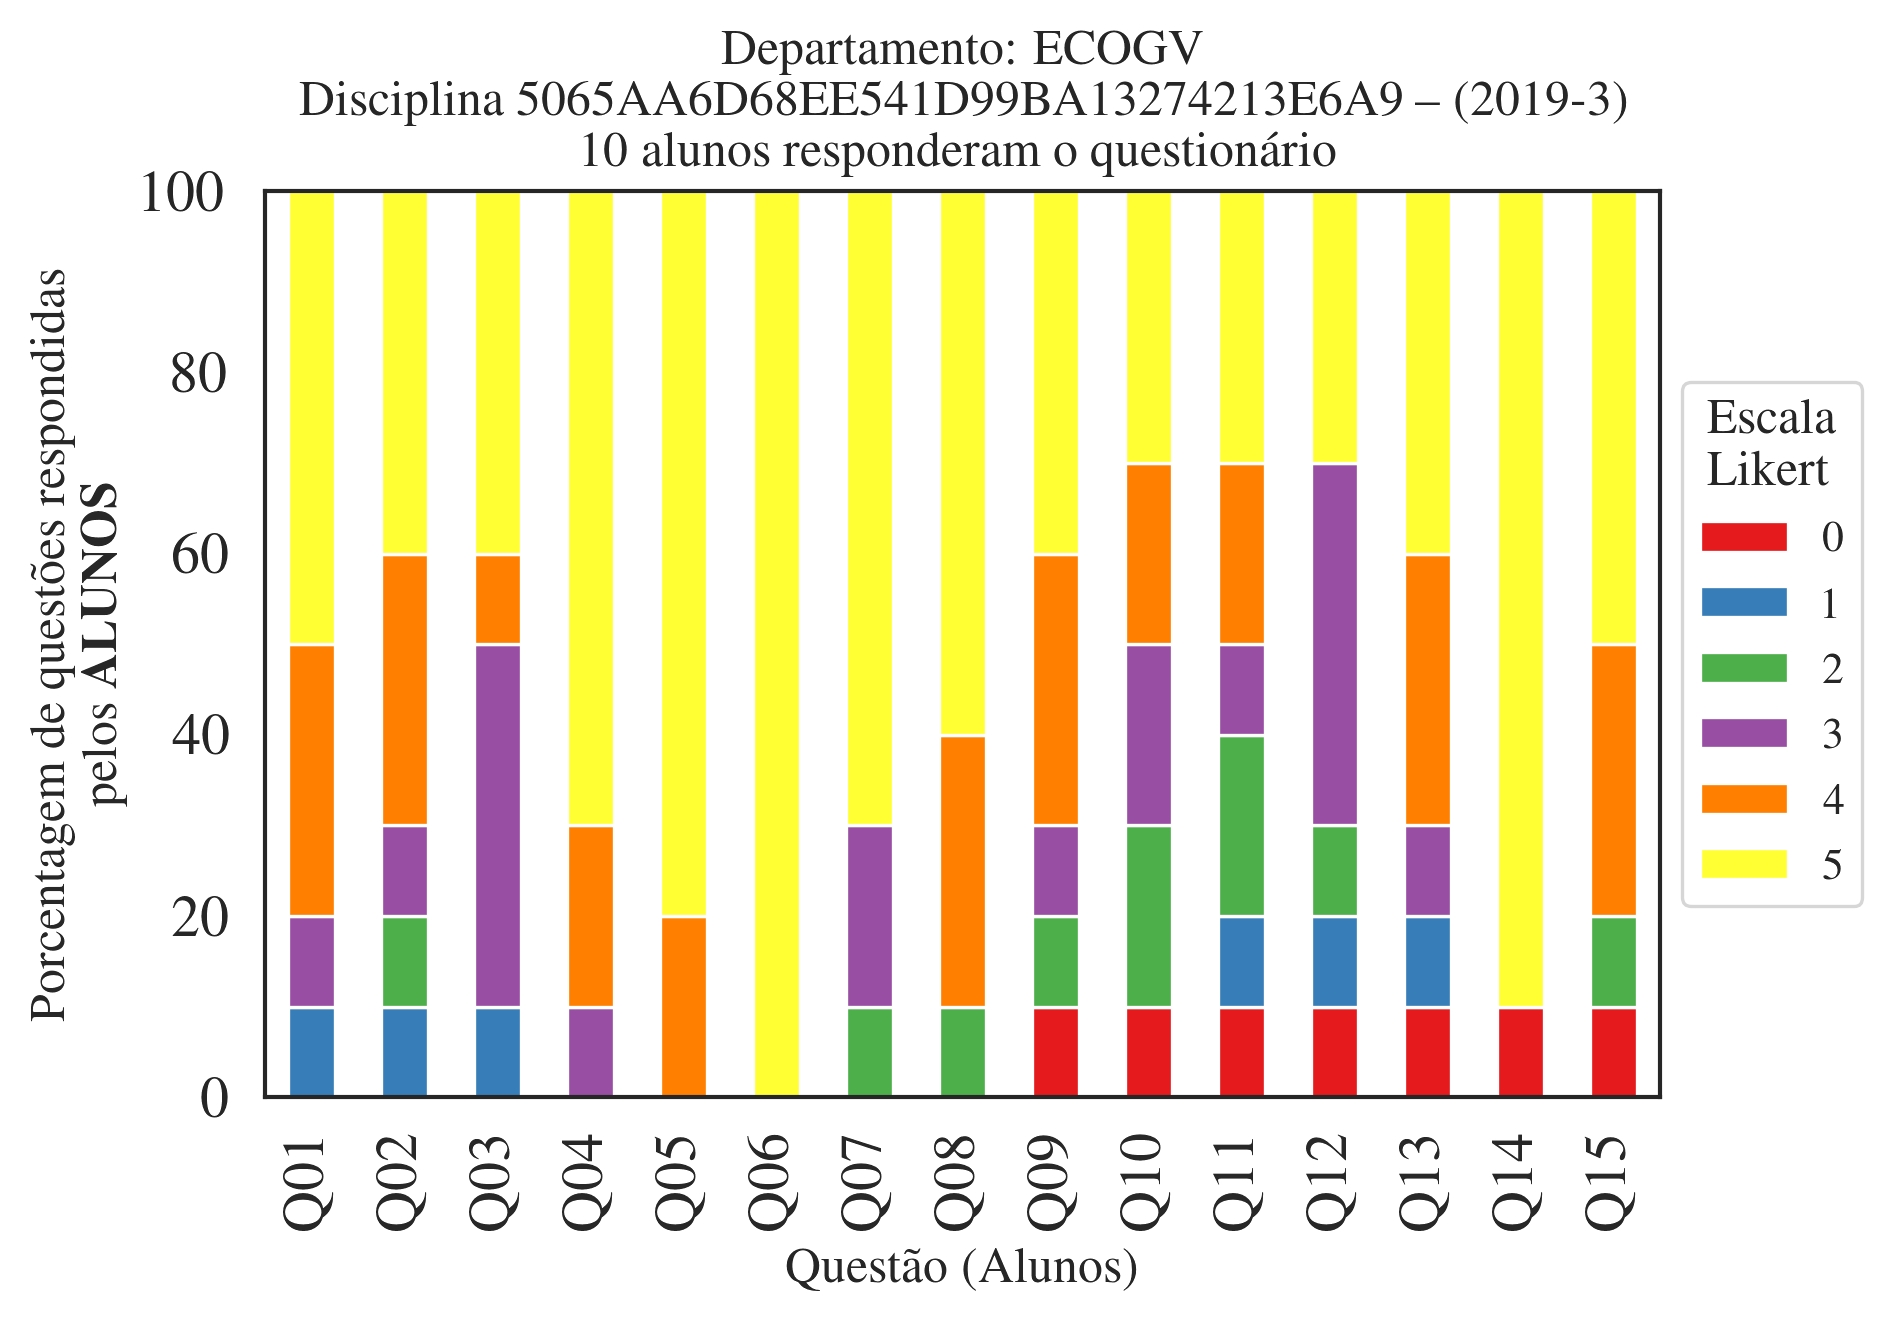 Departamento: ECOGV
Disciplina 5065AA6D68EE541D99BA13274213E6A9 – (2019-3)
10 alunos responderam o questionário
100
80
60
40
20
0
Porcentagem de questões respondidas
pelos ALUNOS
Q01
Q02
Q03
Q04
Q05
Q06
Q07
Q08
Q09
Q10
Q11
Q12
Q13
Q14
Q15
Questão (Alunos)
Escala
Likert
0
1
2
3
4
5